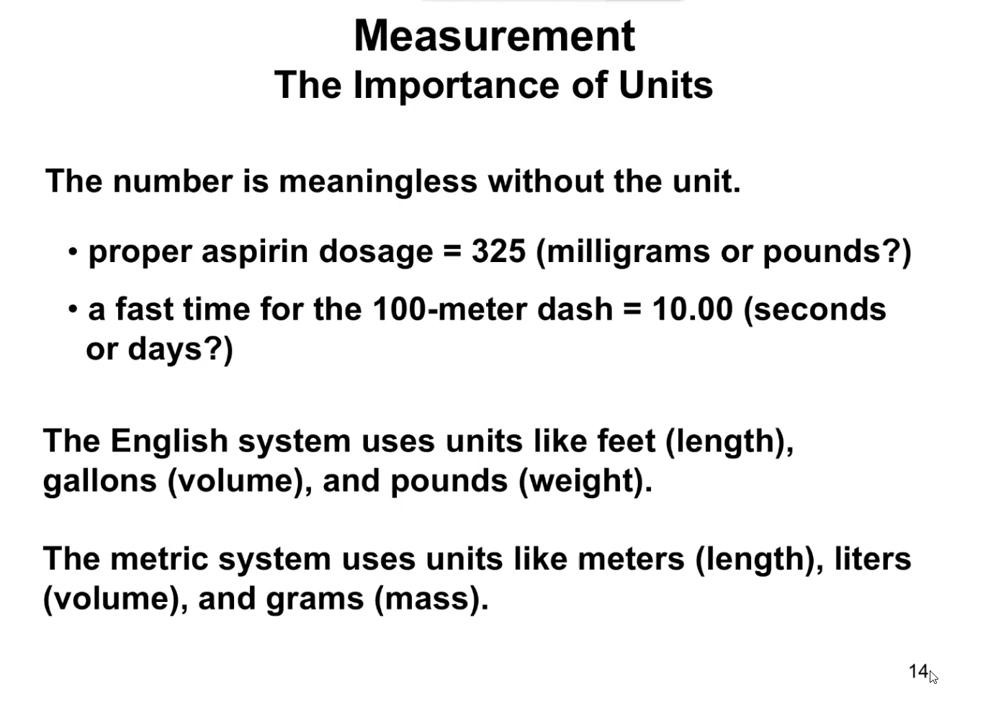 Measurement
The Importance of Units
The number is meaningless without the unit.
• proper aspirin dosage = 325 (milligrams or pounds?)
• a fast time for the 100-meter dash = 10.00 (seconds
or days?)
The English system uses units like feet (length),
gallons (volume), and pounds (weight).
The metric system uses units like meters (length), liters
(volume), and grams (mass).
14